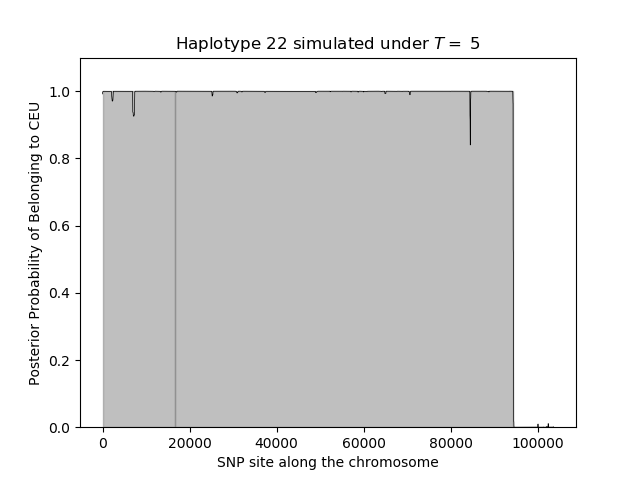 Haplotype 22 simulated under T = 5
Posterior Probability of Belonging to CEU
1.0
0.8
0.6
0.4
0.2
0.0
0 20000 40000 60000 80000 100000
SNP site along the chromosome